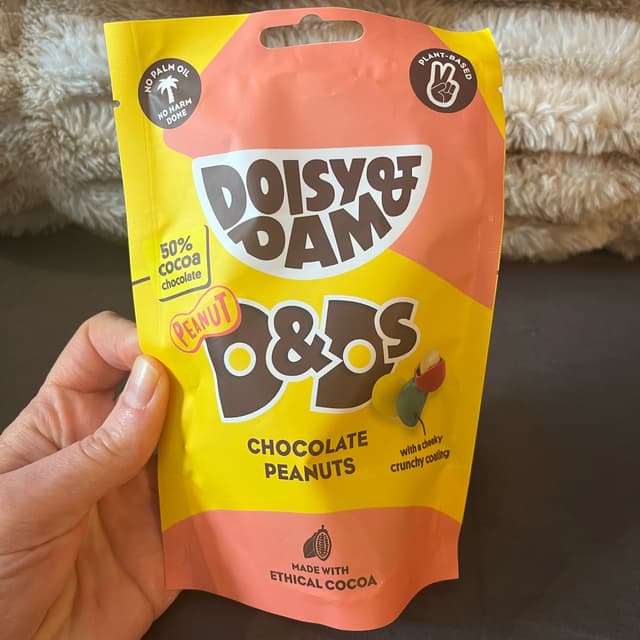 NO PALM OIL
NO HARM
DONE
PLANT-BASED
DOISY &
DAM
50%
cocoa
chocolate
PEANUT
D&Ds
CHOCOLATE
PEANUTS
with a cheeky
crunchy coating
MADE WITH
ETHICAL COCOA